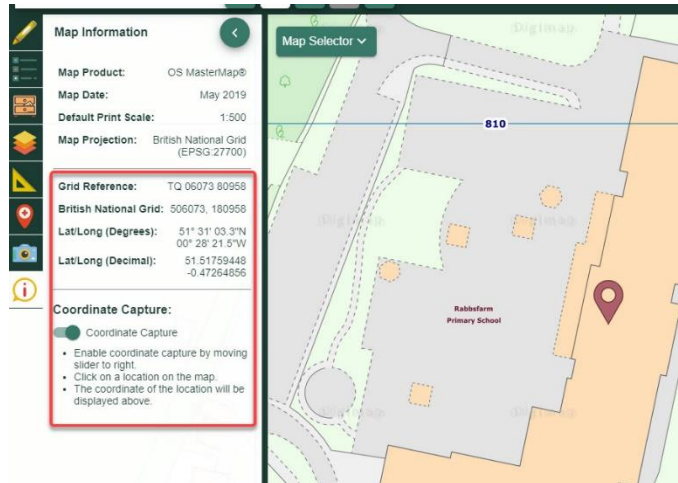 Map Information
Map Selector
Map Product: OS MasterMap®
Map Date: May 2019
Default Print Scale: 1:500
Map Projection: British National Grid
(EPSG:27700)
Grid Reference: TQ 06073 80958
British National Grid: 506073, 180958
Lat/Long (Degrees): 51° 31' 03.3"N
00° 28' 21.5"W
Lat/Long (Decimal): 51.51759448
-0.47264856
Coordinate Capture:
Coordinate Capture
• Enable coordinate capture by moving
slider to right.
• Click on a location on the map.
• The coordinate of the location will be
displayed above.
Digimap
810
Digimap
Digimap
Rabbsfarm
Primary School
Digimap
Digimap